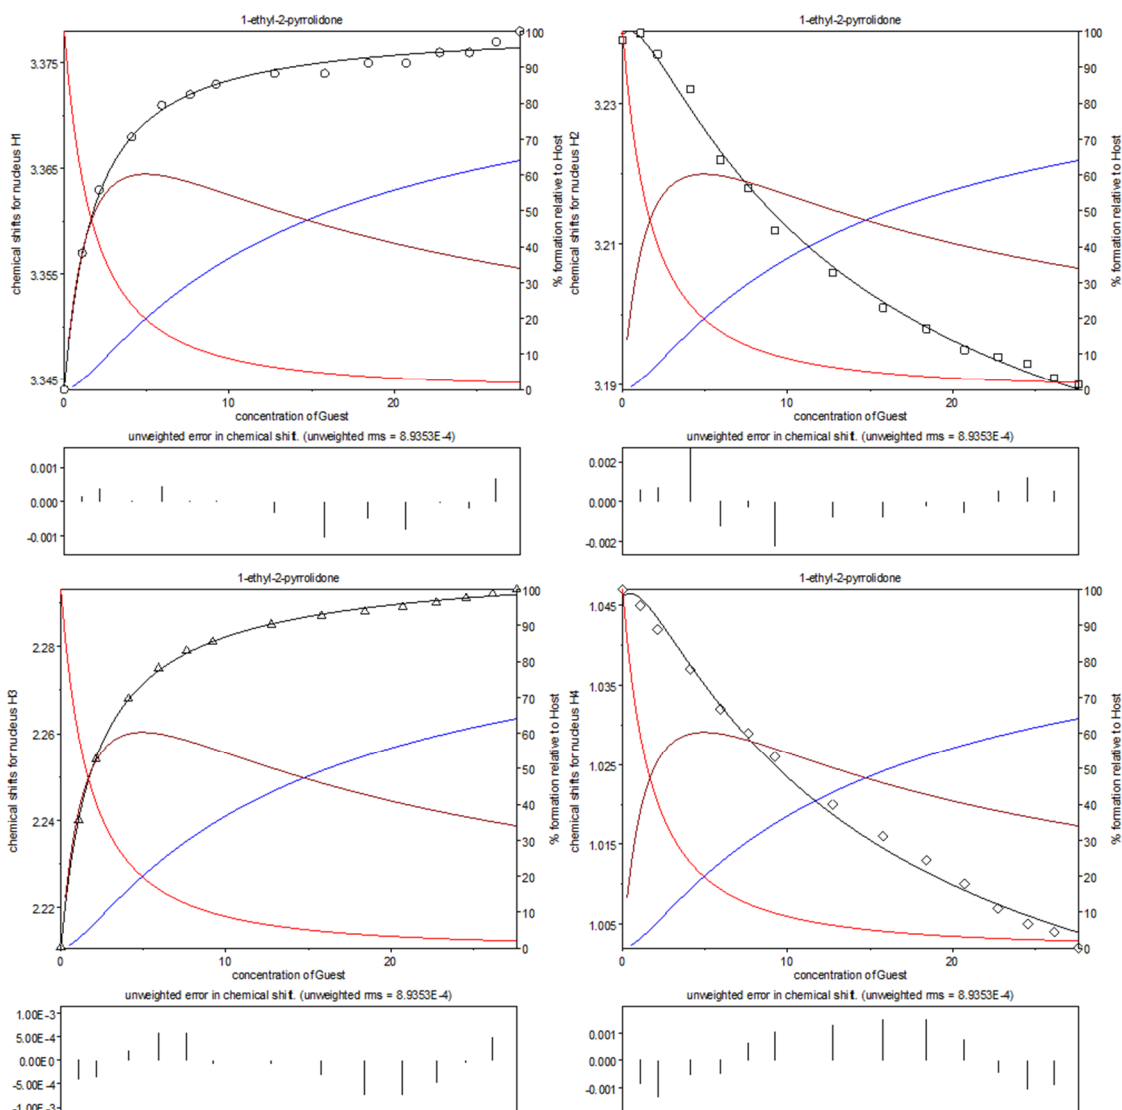 1-ethyl-2-pyrrolidone
chemical shifts for nucleus H1
3.375
3.365
3.355
3.345
100
90
80
70
60
50
40
30
20
10
0
% formation relative to Host
0 10 20
concentration of Guest
unweighted error in chemical shift. (unweighted rms = 8.9353E-4)
0.001
0.000
-0.001
1-ethyl-2-pyrrolidone
chemical shifts for nucleus H2
3.23
3.21
3.19
100
90
80
70
60
50
40
30
20
10
0
% formation relative to Host
0 10 20
concentration of Guest
unweighted error in chemical shift. (unweighted rms = 8.9353E-4)
0.002
0.000
-0.002
1-ethyl-2-pyrrolidone
chemical shifts for nucleus H3
2.28
2.26
2.24
2.22
100
90
80
70
60
50
40
30
20
10
0
% formation relative to Host
0 10 20
concentration of Guest
unweighted error in chemical shift. (unweighted rms = 8.9353E-4)
1.00E-3
5.00E-4
0.00E0
-5.00E-4
-1.00E-3
1-ethyl-2-pyrrolidone
chemical shifts for nucleus H4
1.045
1.035
1.025
1.015
1.005
100
90
80
70
60
50
40
30
20
10
0
% formation relative to Host
0 10 20
concentration of Guest
unweighted error in chemical shift. (unweighted rms = 8.9353E-4)
0.001
0.000
-0.001